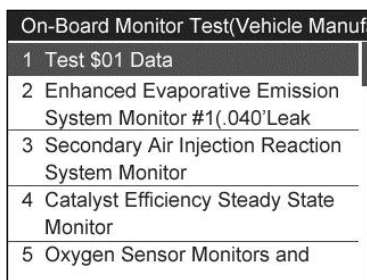 On-Board Monitor Test(Vehicle Manufa
1 Test $01 Data
2 Enhanced Evaporative Emission
System Monitor #1(.040'Leak
3 Secondary Air Injection Reaction
System Monitor
4 Catalyst Efficiency Steady State
Monitor
5 Oxygen Sensor Monitors and